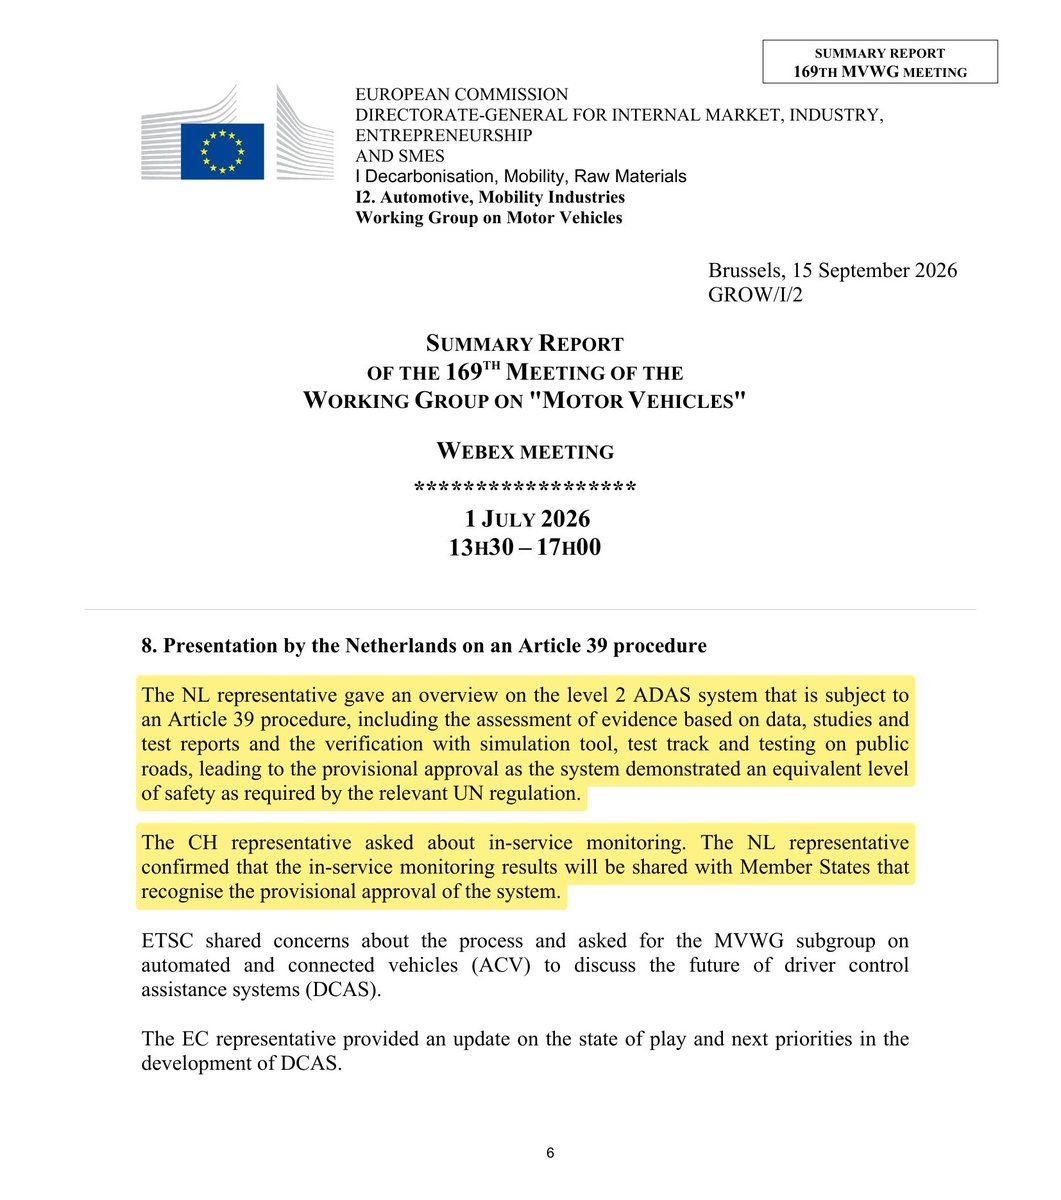 SUMMARY REPORT
169TH MVWG MEETING
EUROPEAN COMMISSION
DIRECTORATE-GENERAL FOR INTERNAL MARKET, INDUSTRY,
ENTREPRENEURSHIP
AND SMES
I Decarbonisation, Mobility, Raw Materials
I2. Automotive, Mobility Industries
Working Group on Motor Vehicles
Brussels, 15 September 2026
GROW/I/2
SUMMARY REPORT
OF THE 169TH MEETING OF THE
WORKING GROUP ON "MOTOR VEHICLES"
WEBEX MEETING
******************
1 JULY 2026
13H30 – 17H00
8. Presentation by the Netherlands on an Article 39 procedure
The NL representative gave an overview on the level 2 ADAS system that is subject to
an Article 39 procedure, including the assessment of evidence based on data, studies and
test reports and the verification with simulation tool, test track and testing on public
roads, leading to the provisional approval as the system demonstrated an equivalent level
of safety as required by the relevant UN regulation.
The CH representative asked about in-service monitoring. The NL representative
confirmed that the in-service monitoring results will be shared with Member States that
recognise the provisional approval of the system.
ETSC shared concerns about the process and asked for the MVWG subgroup on
automated and connected vehicles (ACV) to discuss the future of driver control
assistance systems (DCAS).
The EC representative provided an update on the state of play and next priorities in the
development of DCAS.
6